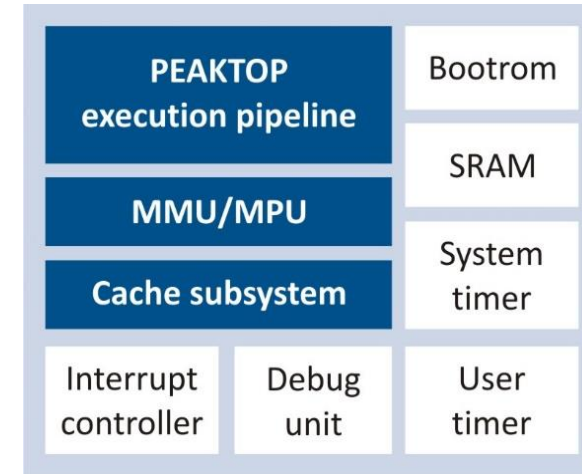 PEAKTOP
execution pipeline
MMU/MPU
Cache subsystem
Bootrom
SRAM
System
timer
Interrupt
controller
Debug
unit
User
timer